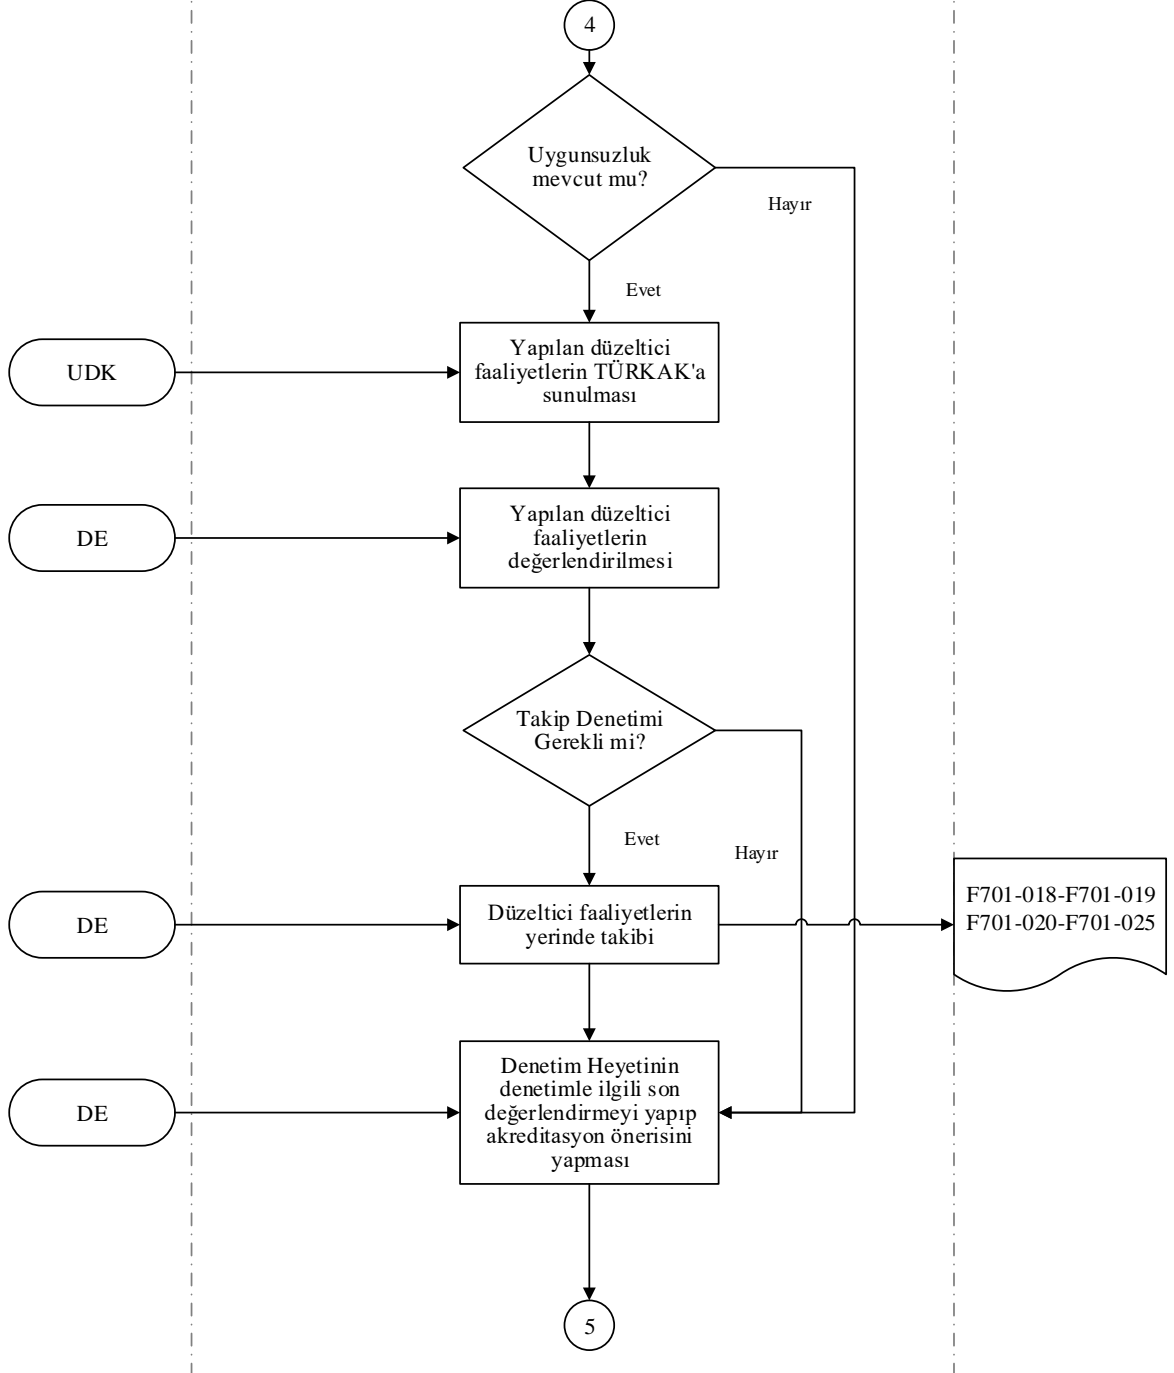 4
Uygunsuzluk
mevcut mu?
Hayır
Evet
UDK
Yapılan düzeltici
faaliyetlerin TÜRKAK'a
sunulması
DE
Yapılan düzeltici
faaliyetlerin
değerlendirilmesi
Takip Denetimi
Gerekli mi?
Evet
Hayır
DE
Düzeltici faaliyetlerin
yerinde takibi
F701-018-F701-019
F701-020-F701-025
DE
Denetim Heyetinin
denetimle ilgili son
değerlendirmeyi yapıp
akreditasyon önerisini
yapması
5